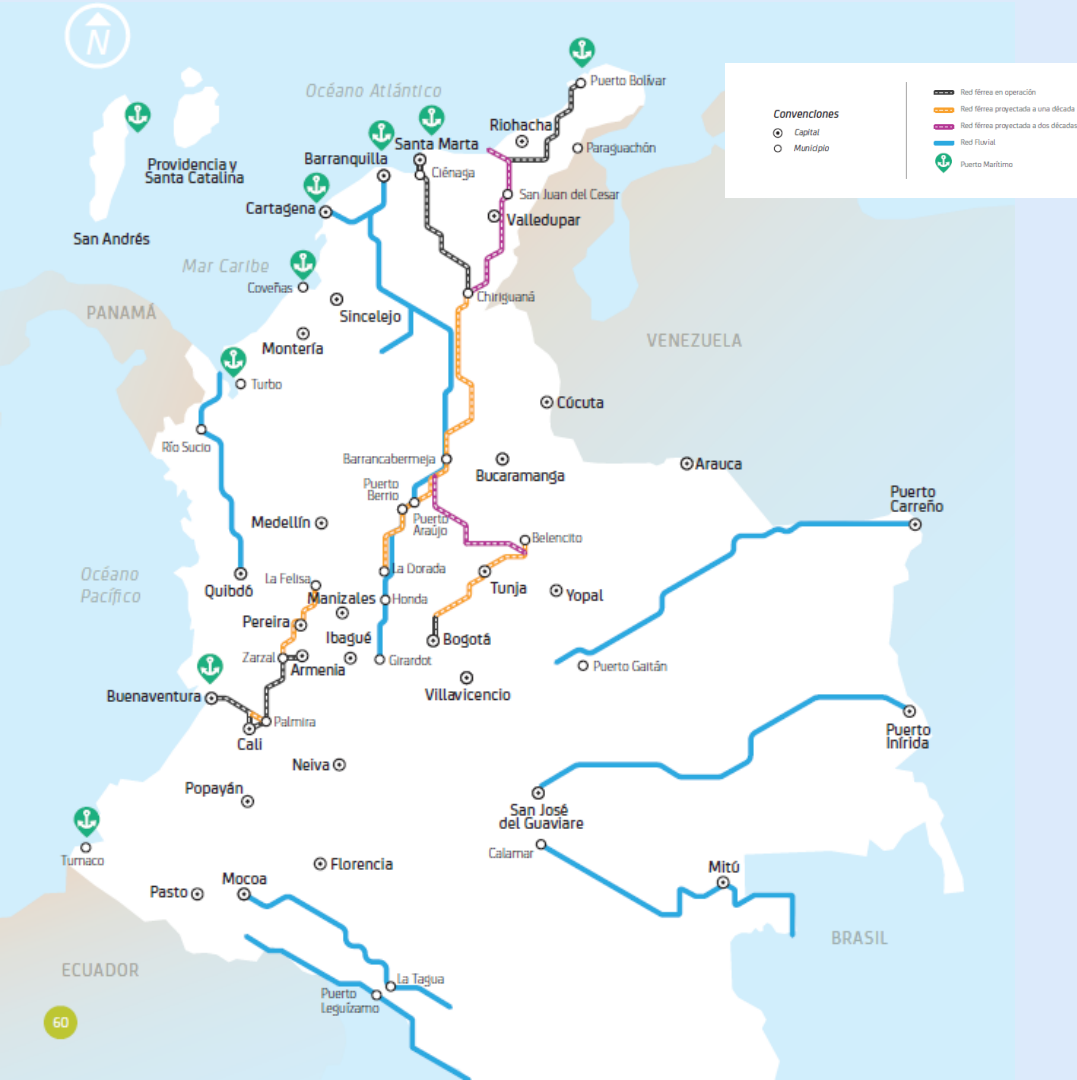 N
Océano Atlántico
Puerto Bolívar
Riohacha
Paraguachón
Santa Marta
Barranquilla
Ciénaga
Providencia y
Santa Catalina
San Juan del Cesar
Cartagena
Valledupar
San Andrés
Mar Caribe
Coveñas
Chiriguaná
PANAMÁ
Sincelejo
Montería
VENEZUELA
Turbo
Cúcuta
Río Sucio
Barrancabermeja
Bucaramanga
Arauca
Puerto
Berrio
Puerto
Carreño
Medellín
Puerto
Araújo
Belencito
Océano
Pacífico
La Dorada
La Felisa
Quibdó
Tunja
Yopal
Manizales
Honda
Pereira
Ibagué
Bogotá
Zarzal
Armenia
Girardot
Puerto Gaitán
Villavicencio
Buenaventura
Palmira
Cali
Puerto
Inírida
Neiva
Popayán
San José
del Guaviare
Calamar
Tumaco
Florencia
Mitú
Mocoa
Pasto
BRASIL
ECUADOR
La Tagua
Puerto
Leguízamo
60
Convenciones
Capital
Municipio
Red férrea en operación
Red férrea proyectada a una década
Red férrea proyectada a dos décadas
Red Fluvial
Puerto Marítimo